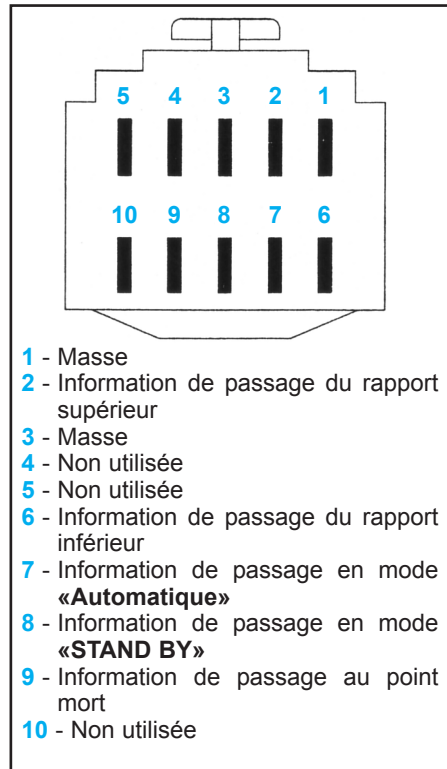 5 4 3 2 1
10 9 8 7 6
1 - Masse
2 - Information de passage du rapport
supérieur
3 - Masse
4 - Non utilisée
5 - Non utilisée
6 - Information de passage du rapport
inférieur
7 - Information de passage en mode
«Automatique»
8 - Information de passage en mode
«STAND BY»
9 - Information de passage au point
mort
10 - Non utilisée